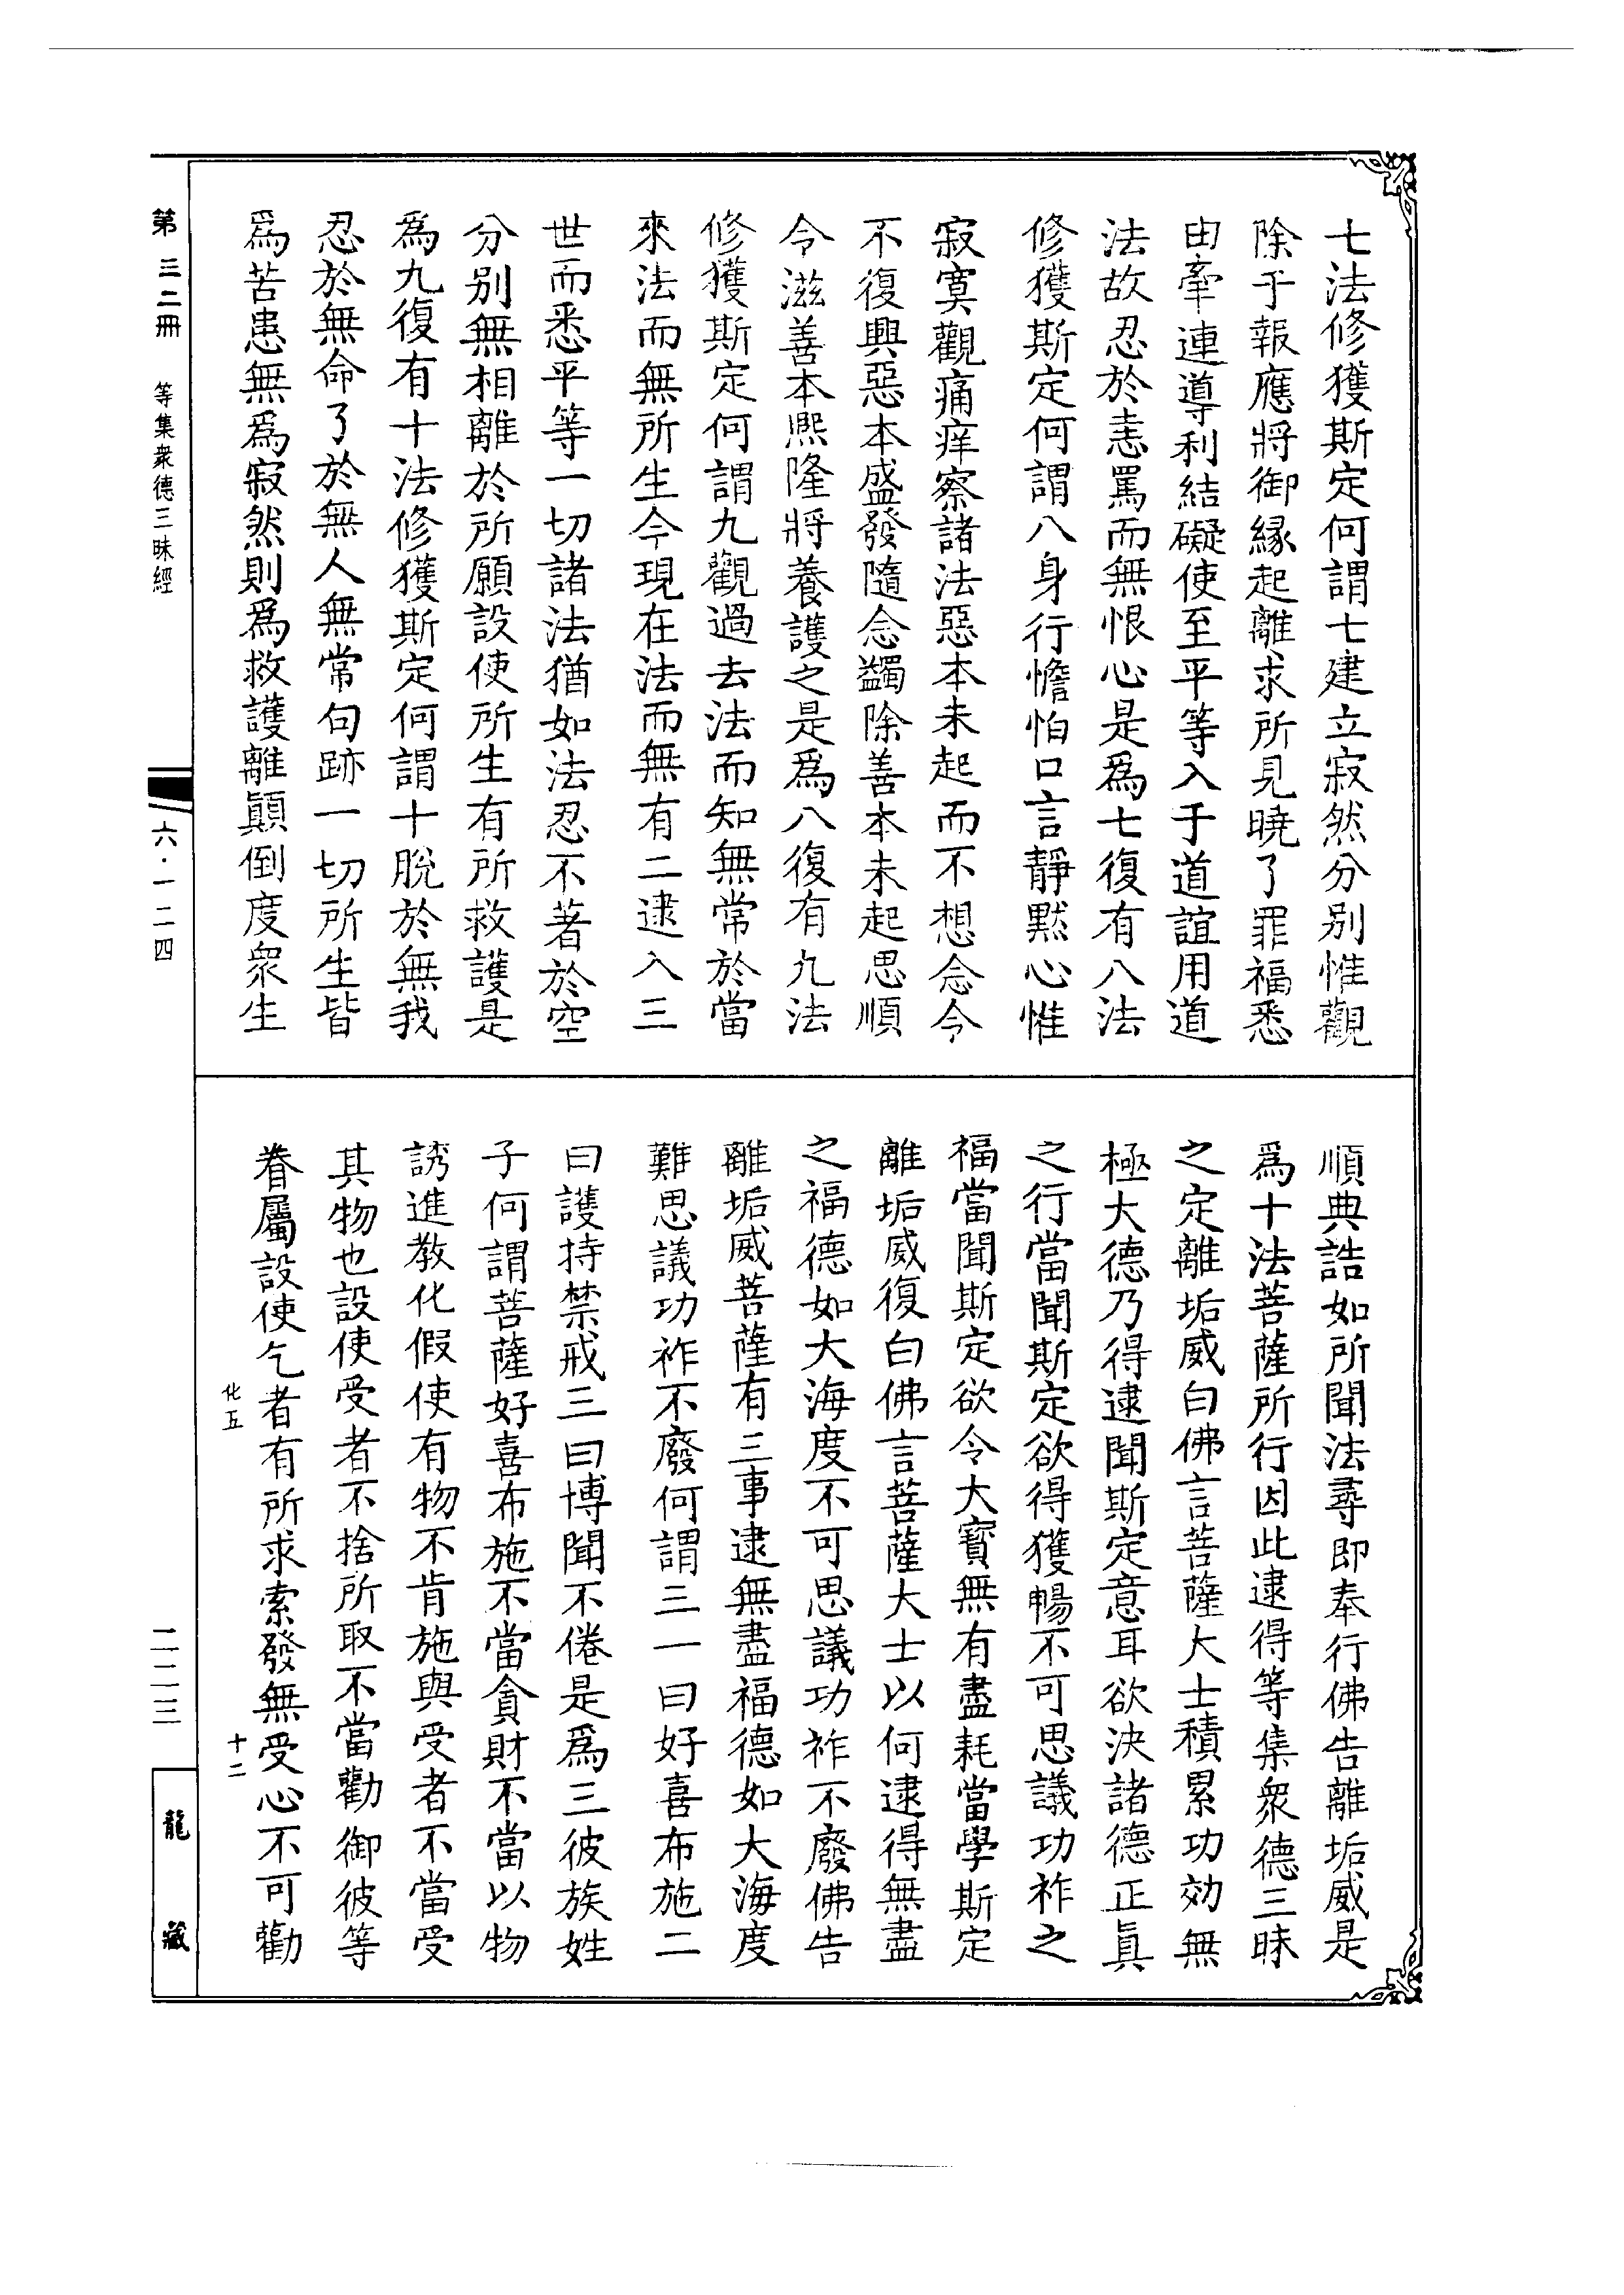 七法修獲斯定何謂七建立寂然分别惟觀
除于報應將御緣起離求所見曉了罪福悉
由牽連導利結礙使至平等入于道誼用道
法故忍於恚罵而無恨心是爲七復有八法
修獲斯定何謂八身行憺怕口言靜默心惟
寂寞觀痛痒察諸法惡本未起而不想念令
不復興惡本盛發隨念蠲除善本未起思順
令滋善本熈隆將養護之是爲八復有九法
修獲斯定何謂九觀過去法而知無常於當
來法而無所生今現在法而無有二逮入三
世而悉平等一切諸法猶如法忍不著於空
分别無相離於所願設使所生有所救護是
爲九復有十法修獲斯定何謂十脫於無我
忍於無命了於無人無常句跡一切所生皆
爲苦患無爲寂然則爲救護離顚倒度衆生
順典誥如所聞法尋即奉行佛告離垢威是
爲十法菩薩所行因此逮得等集衆德三昧
之定離垢威白佛言菩薩大士積累功効無
極大德乃得逮聞斯定意耳欲決諸德正眞
之行當聞斯定欲得獲暢不可思議功祚之
福當聞斯定欲令大寳無有盡耗當學斯定
離垢威復白佛言菩薩大士以何逮得無盡
之福德如大海度不可思議功祚不廢佛告
離垢威菩薩有三事逮無盡福德如大海度
難思議功祚不廢何謂三一曰好喜布施二
曰護持禁戒三曰博聞不倦是爲三彼族姓
子何謂菩薩好喜布施不當貪財不當以物
誘進教化假使有物不肯施與受者不當受
其物也設使受者不捨所取不當勸御彼等
眷屬設使乞者有所求索發無受心不可勸
化五
十二
第三二冊 等集衆德三昧經
六·一二四
二二三
龍藏